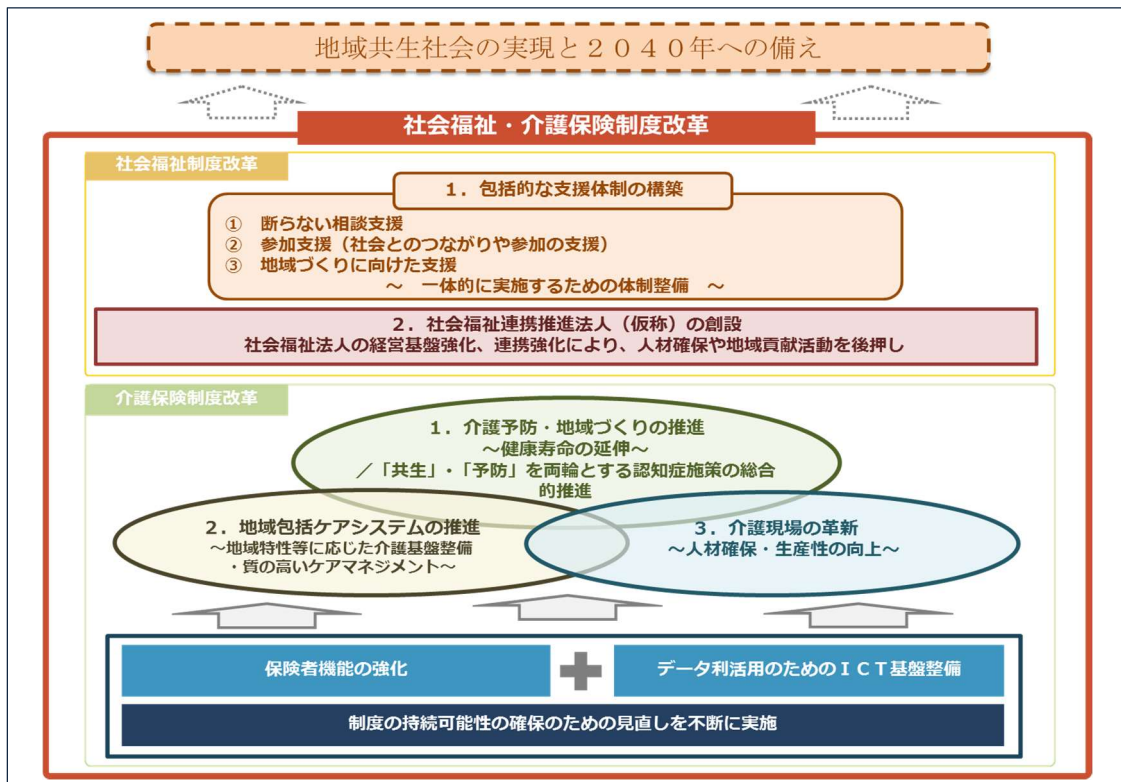 地域共生社会の実現と２０４０年への備え
社会福祉・介護保険制度改革
社会福祉制度改革
１．包括的な支援体制の構築
① 断らない相談支援
② 参加支援（社会とのつながりや参加の支援）
③ 地域づくりに向けた支援
～ 一体的に実施するための体制整備 ～
２．社会福祉連携推進法人（仮称）の創設
社会福祉法人の経営基盤強化、連携強化により、人材確保や地域貢献活動を後押し
介護保険制度改革
１．介護予防・地域づくりの推進
～健康寿命の延伸～
／「共生」・「予防」を両輪とする認知症施策の総合
的推進
２．地域包括ケアシステムの推進
～地域特性等に応じた介護基盤整備
・質の高いケアマネジメント～
３．介護現場の革新
～人材確保・生産性の向上～
保険者機能の強化
データ利活用のためのＩＣＴ基盤整備
制度の持続可能性の確保のための見直しを不断に実施